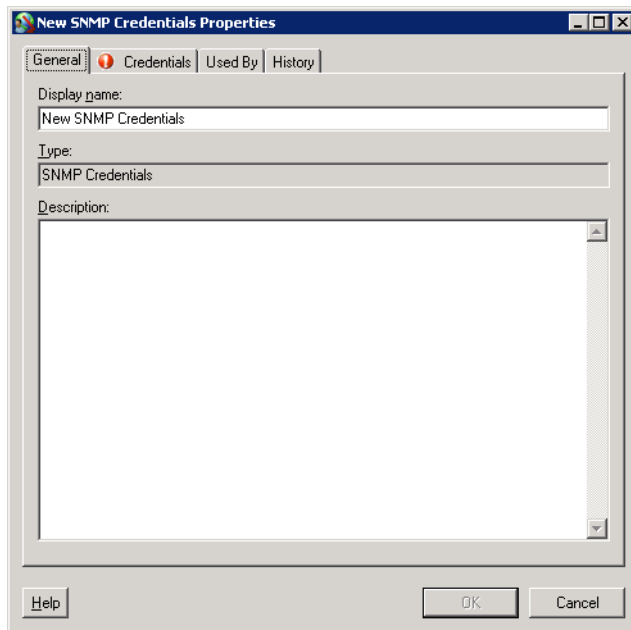 New SNMP Credentials Properties
General Credentials Used By History
Display name:
New SNMP Credentials
Type:
SNMP Credentials
Description:
Help OK Cancel